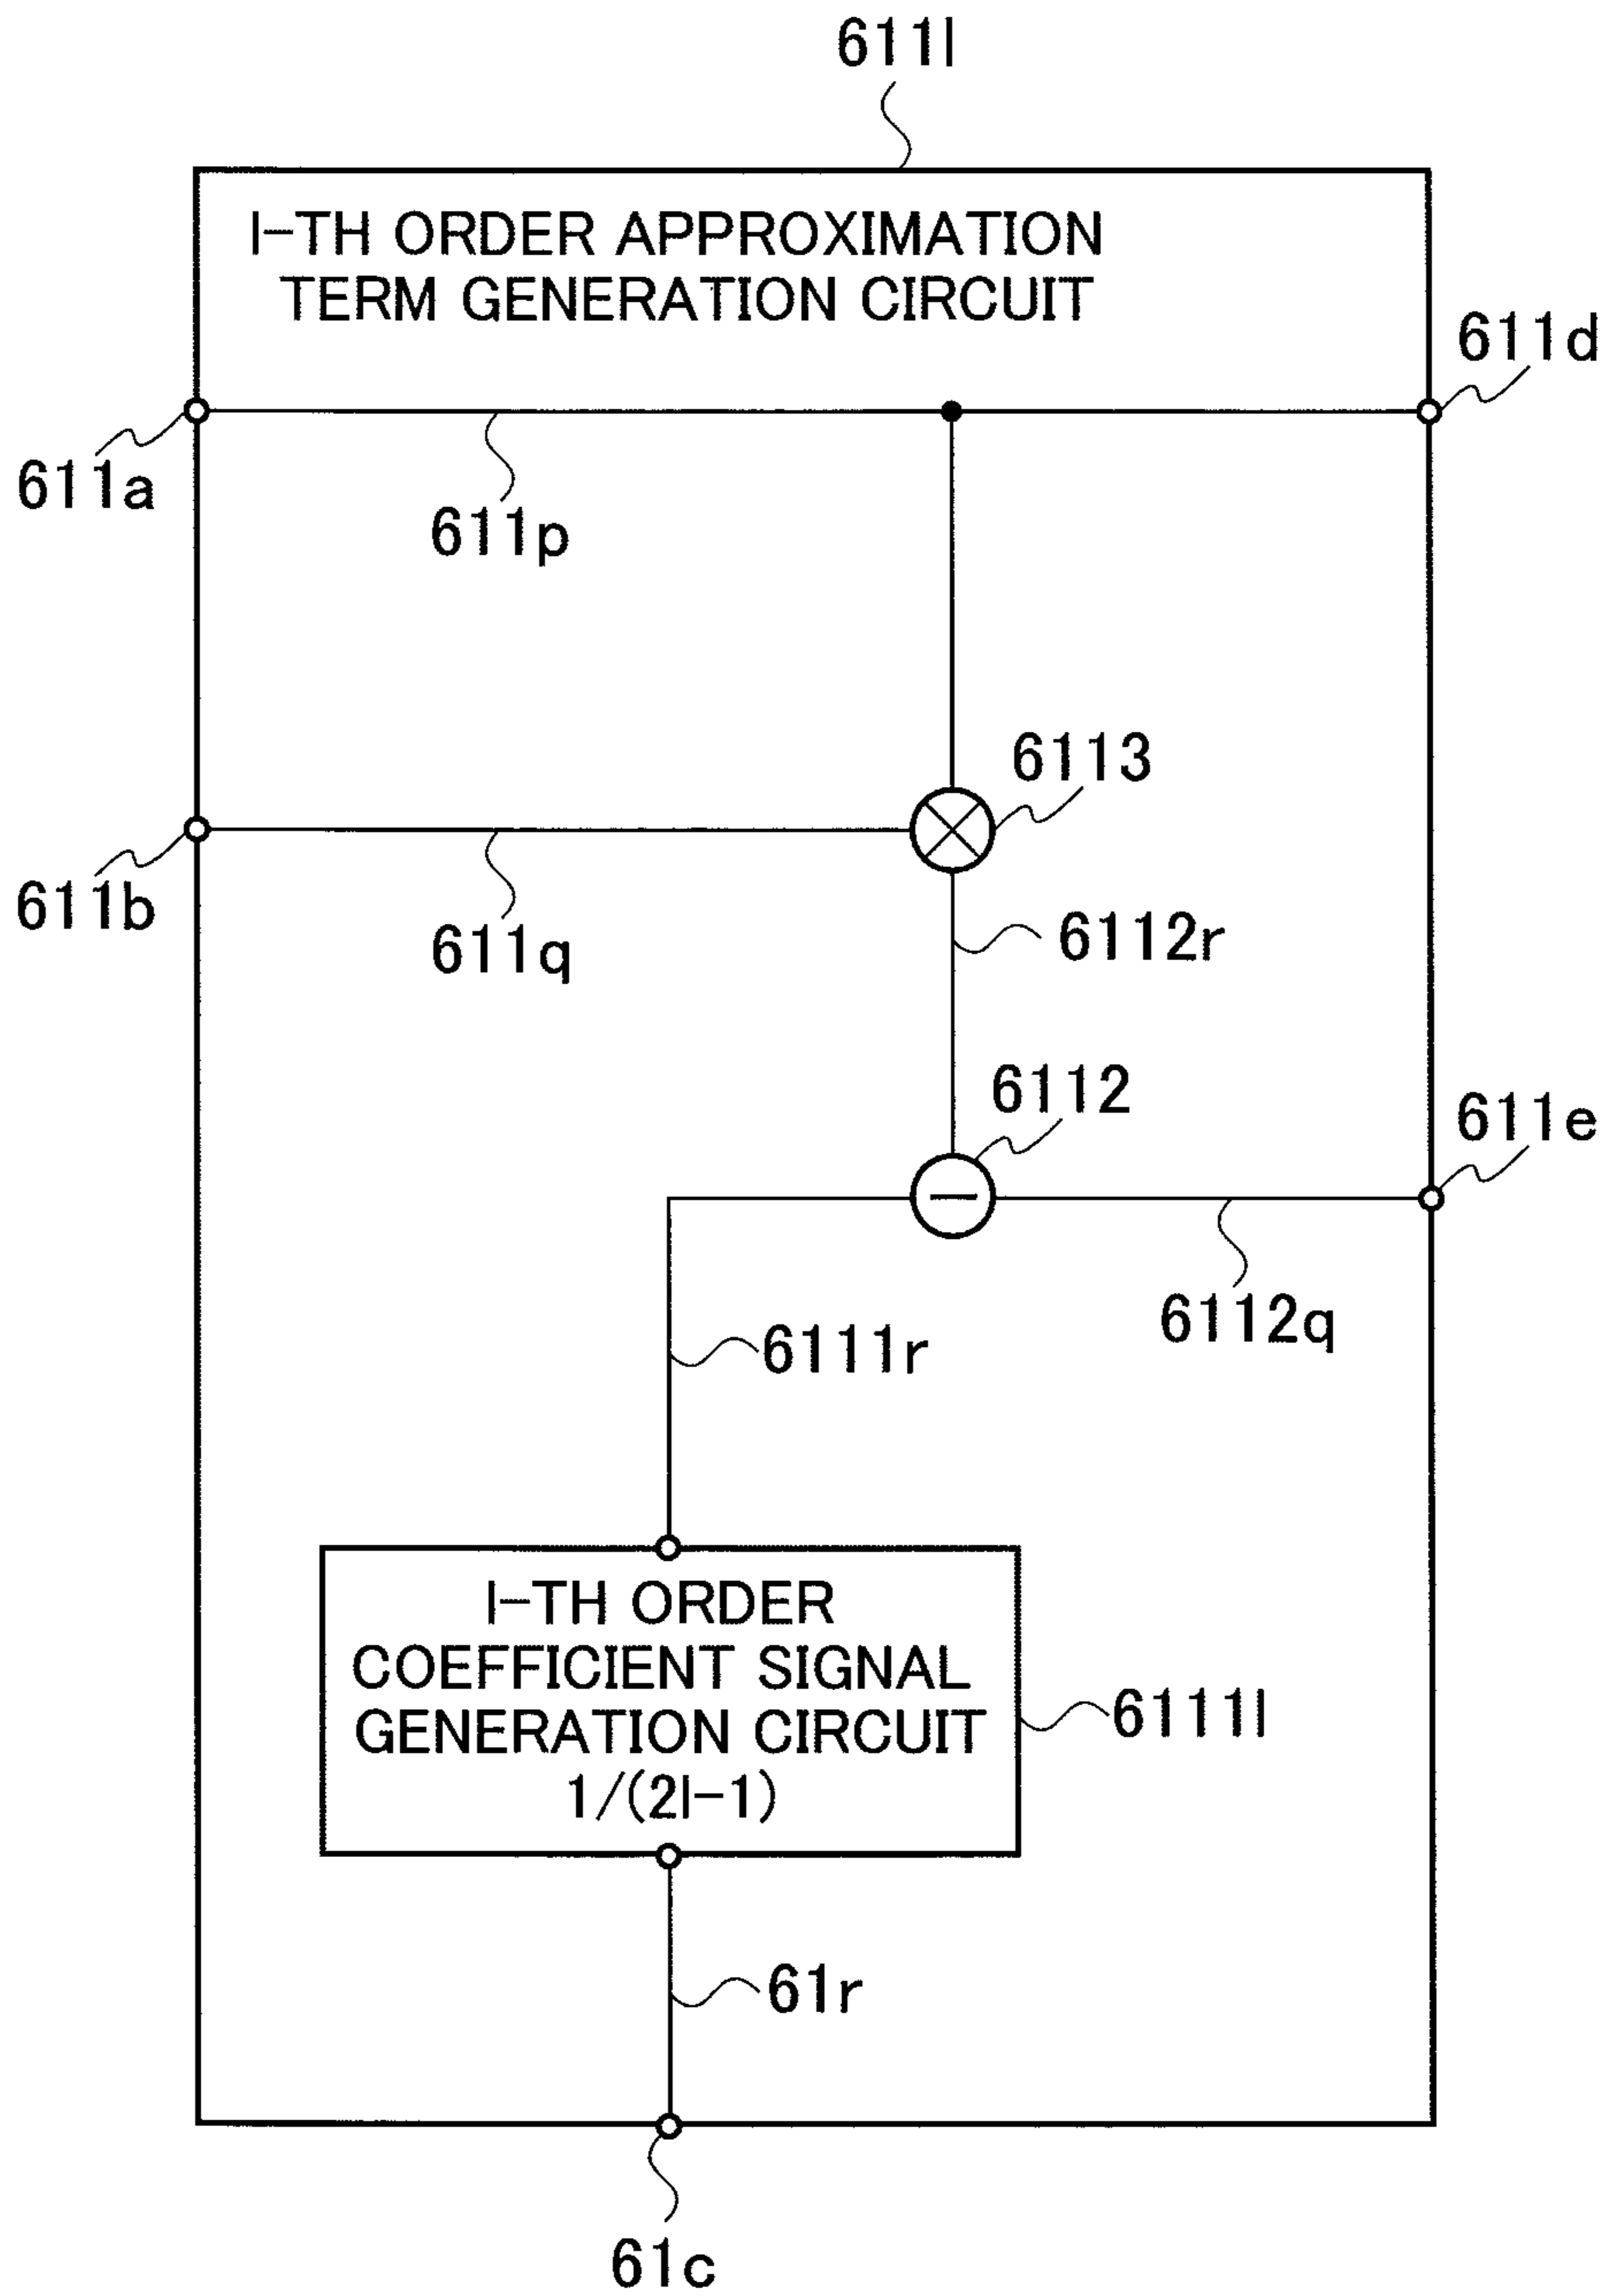 611l
l-TH ORDER APPROXIMATION
TERM GENERATION CIRCUIT
611d
611a
611p
6113
611b
611q
6112r
6112
611e
6112q
6111r
l-TH ORDER
COEFFICIENT SIGNAL
GENERATION CIRCUIT
1/(2l-1)
6111l
61r
61c